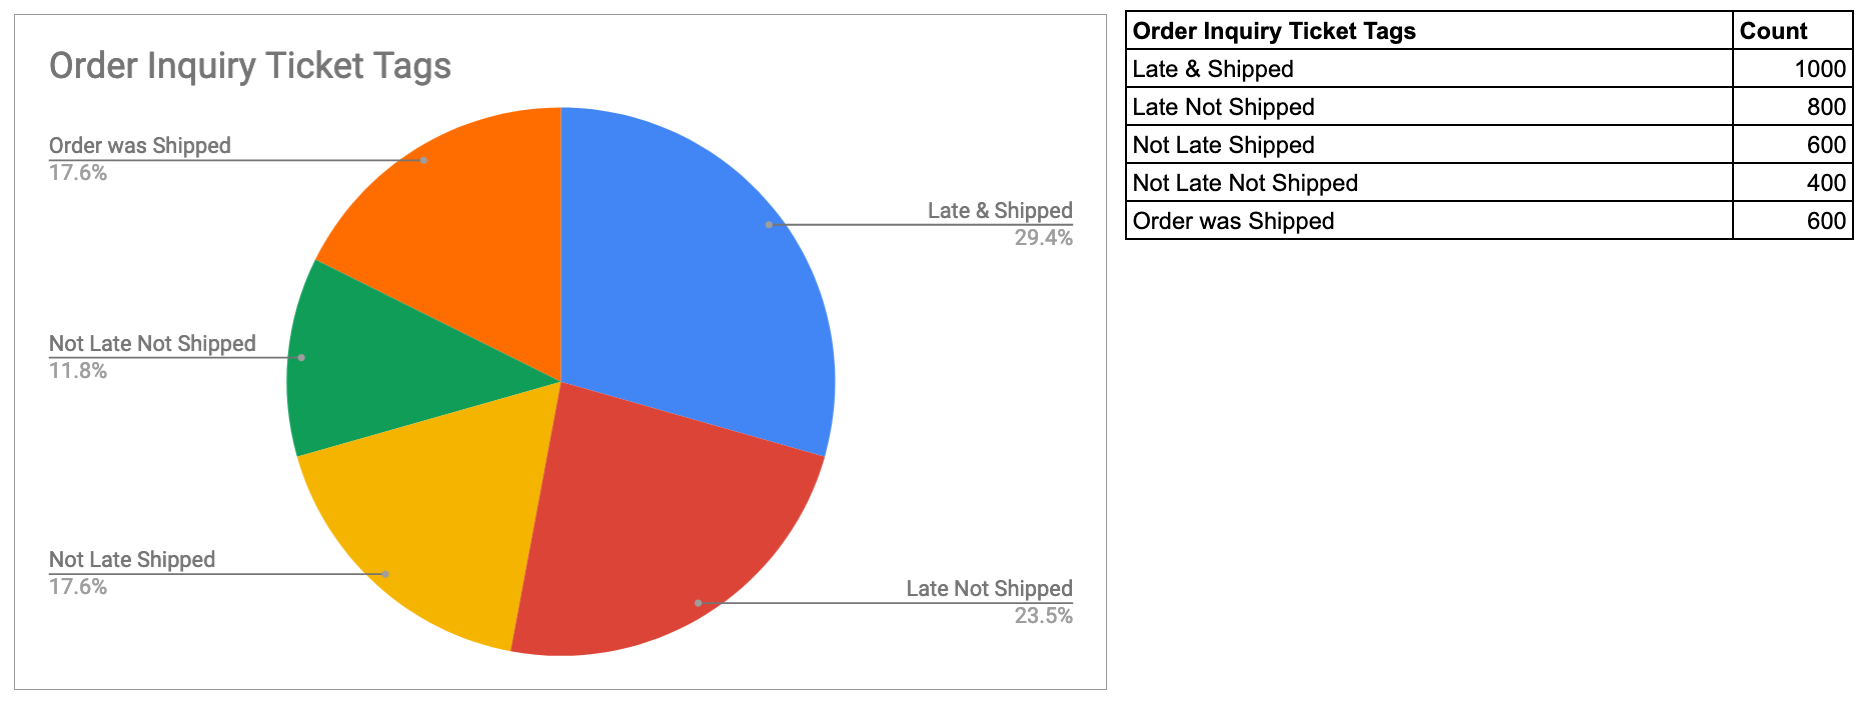 Order Inquiry Ticket Tags
Order was Shipped
17.6%
Late & Shipped
29.4%
Not Late Not Shipped
11.8%
Not Late Shipped
17.6%
Late Not Shipped
23.5%
Order Inquiry Ticket Tags Count
Late & Shipped 1000
Late Not Shipped 800
Not Late Shipped 600
Not Late Not Shipped 400
Order was Shipped 600